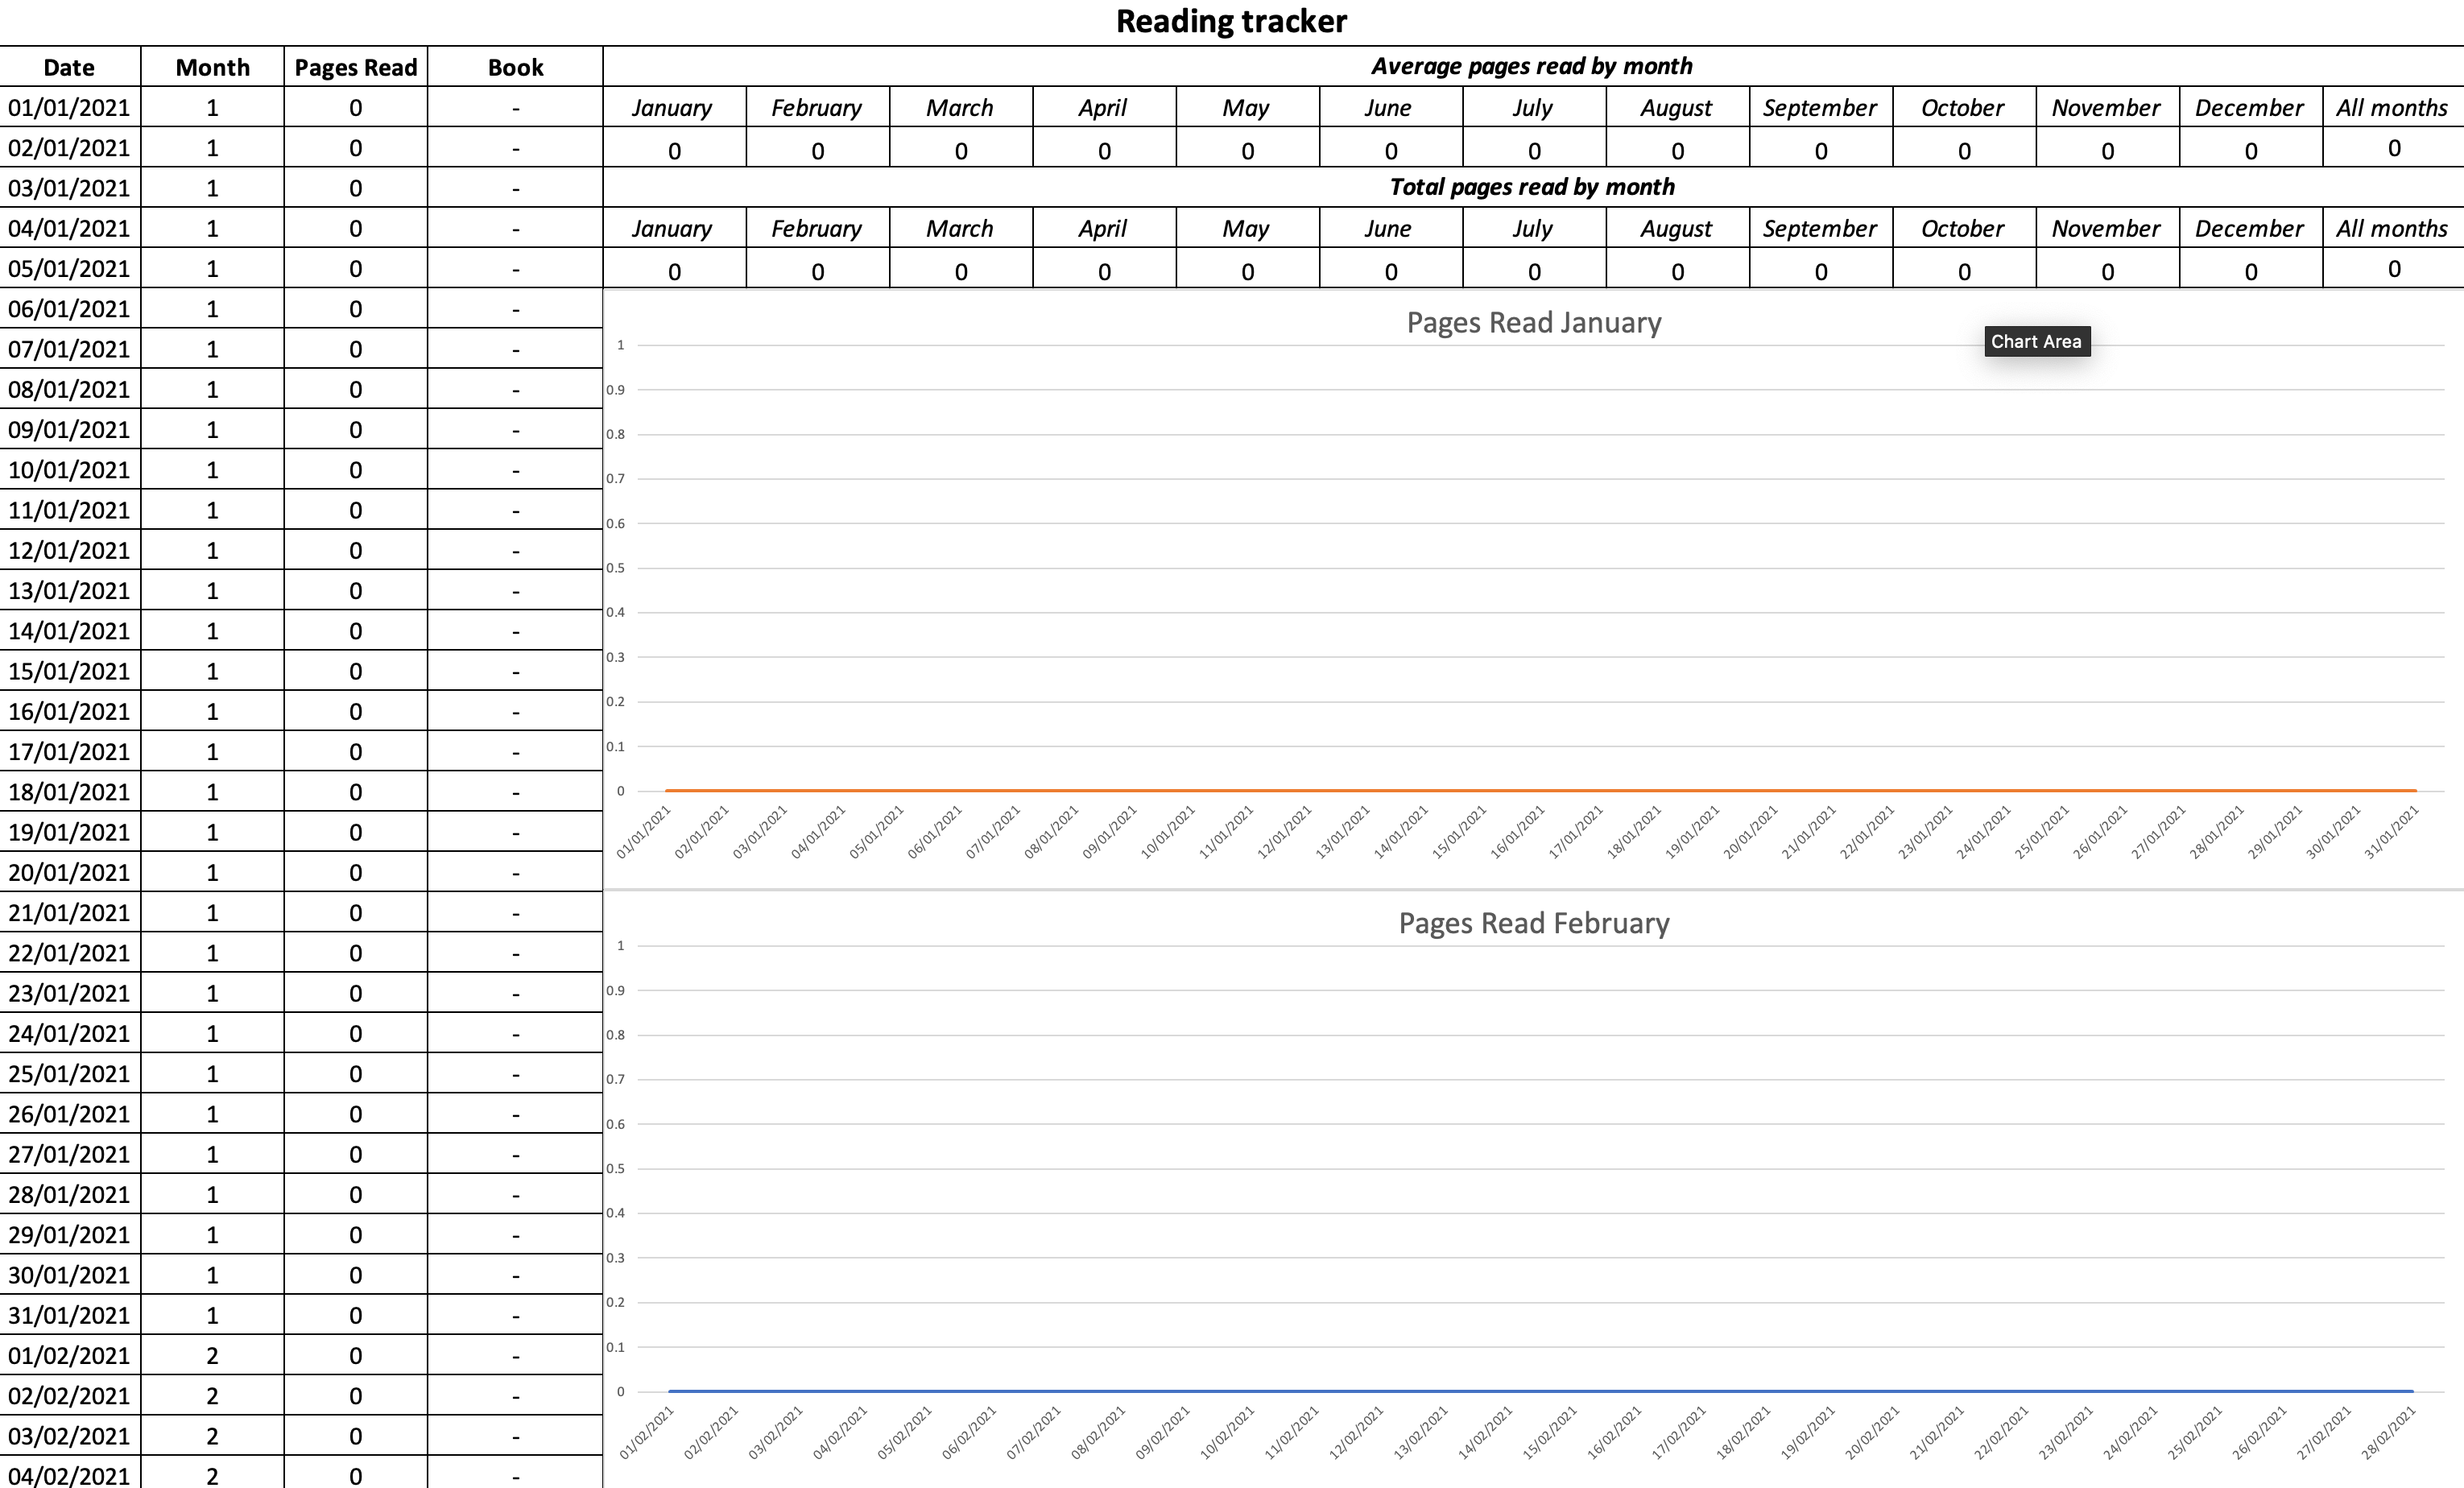 Reading tracker
Date Month Pages Read Book Average pages read by month
01/01/2021 1 0 - January February March April May June July August September October November December All months
02/01/2021 1 0 - 0 0 0 0 0 0 0 0 0 0 0 0 0
03/01/2021 1 0 - Total pages read by month
04/01/2021 1 0 - January February March April May June July August September October November December All months
05/01/2021 1 0 - 0 0 0 0 0 0 0 0 0 0 0 0 0
06/01/2021 1 0 -
07/01/2021 1 0 -
08/01/2021 1 0 -
09/01/2021 1 0 -
10/01/2021 1 0 -
11/01/2021 1 0 -
12/01/2021 1 0 -
13/01/2021 1 0 -
14/01/2021 1 0 -
15/01/2021 1 0 -
16/01/2021 1 0 -
17/01/2021 1 0 -
18/01/2021 1 0 -
19/01/2021 1 0 -
20/01/2021 1 0 -
21/01/2021 1 0 -
22/01/2021 1 0 -
23/01/2021 1 0 -
24/01/2021 1 0 -
25/01/2021 1 0 -
26/01/2021 1 0 -
27/01/2021 1 0 -
28/01/2021 1 0 -
29/01/2021 1 0 -
30/01/2021 1 0 -
31/01/2021 1 0 -
01/02/2021 2 0 -
02/02/2021 2 0 -
03/02/2021 2 0 -
04/02/2021 2 0 -
Pages Read January
Chart Area
1
0.9
0.8
0.7
0.6
0.5
0.4
0.3
0.2
0.1
0
01/01/2021 02/01/2021 03/01/2021 04/01/2021 05/01/2021 06/01/2021 07/01/2021 08/01/2021 09/01/2021 10/01/2021 11/01/2021 12/01/2021 13/01/2021 14/01/2021 15/01/2021 16/01/2021 17/01/2021 18/01/2021 19/01/2021 20/01/2021 21/01/2021 22/01/2021 23/01/2021 24/01/2021 25/01/2021 26/01/2021 27/01/2021 28/01/2021 29/01/2021 30/01/2021 31/01/2021
Pages Read February
1
0.9
0.8
0.7
0.6
0.5
0.4
0.3
0.2
0.1
0
01/02/2021 02/02/2021 03/02/2021 04/02/2021 05/02/2021 06/02/2021 07/02/2021 08/02/2021 09/02/2021 10/02/2021 11/02/2021 12/02/2021 13/02/2021 14/02/2021 15/02/2021 16/02/2021 17/02/2021 18/02/2021 19/02/2021 20/02/2021 21/02/2021 22/02/2021 23/02/2021 24/02/2021 25/02/2021 26/02/2021 27/02/2021 28/02/2021